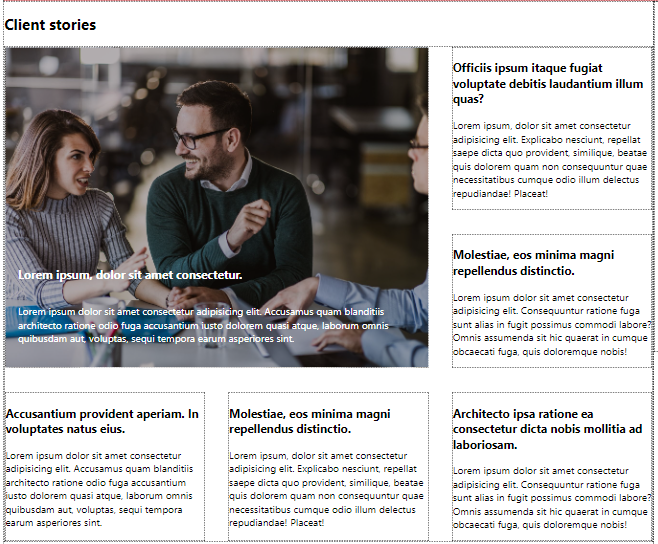 Client stories
Lorem ipsum, dolor sit amet consectetur.
Lorem ipsum dolor sit amet consectetur adipisicing elit. Accusamus quam blanditiis
architecto ratione odio fuga accusantium iusto dolorem quasi atque, laborum omnis
quibusdam aut, voluptas, sequi tempora earum asperiores sint.
Officiis ipsum itaque fugiat
voluptate debitis laudantium illum
quas?
Lorem ipsum, dolor sit amet consectetur
adipisicing elit. Explicabo nesciunt, repellat
saepe dicta quo provident, similique, beatae
quis dolorem quam non consequuntur quae
necessitatibus cumque odio illum delectus
repudiandae! Placeat!
Molestiae, eos minima magni
repellendus distinctio.
Lorem ipsum dolor sit amet consectetur
adipisicing elit. Consequuntur ratione fuga
sunt alias in fugit possimus commodi labore?
Omnis assumenda sit hic quaerat in cumque
obcaecati fuga, quis doloremque nobis!
Accusantium provident aperiam. In
voluptates natus eius.
Lorem ipsum dolor sit amet consectetur
adipisicing elit. Accusamus quam blanditiis
architecto ratione odio fuga accusantium
iusto dolorem quasi atque, laborum omnis
quibusdam aut, voluptas, sequi tempora
earum asperiores sint.
Molestiae, eos minima magni
repellendus distinctio.
Lorem ipsum, dolor sit amet consectetur
adipisicing elit. Explicabo nesciunt, repellat
saepe dicta quo provident, similique, beatae
quis dolorem quam non consequuntur quae
necessitatibus cumque odio illum delectus
repudiandae! Placeat!
Architecto ipsa ratione ea
consectetur dicta nobis mollitia ad
laboriosam.
Lorem ipsum dolor sit amet consectetur
adipisicing elit. Consequuntur ratione fuga
sunt alias in fugit possimus commodi labore?
Omnis assumenda sit hic quaerat in cumque
obcaecati fuga, quis doloremque nobis!